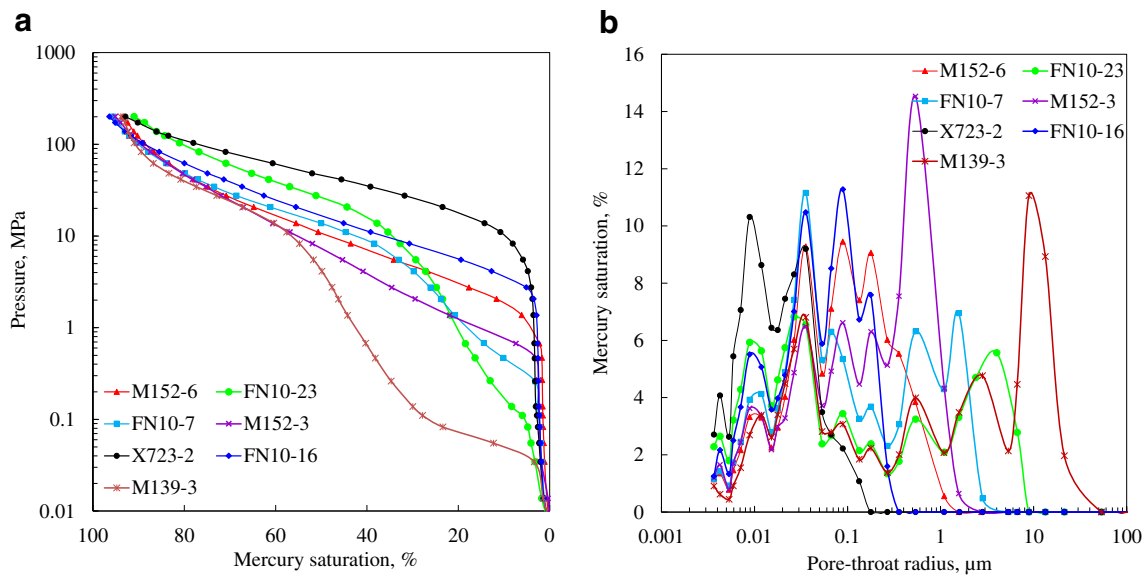 a
1000
100
10
1
0.1
0.01
Pressure, MPa
M152-6 FN10-23
FN10-7 M152-3
X723-2 FN10-16
M139-3
100 80 60 40 20 0
Mercury saturation, %
b
16
14
12
10
8
6
4
2
0
Mercury saturation, %
M152-6 FN10-23
FN10-7 M152-3
X723-2 FN10-16
M139-3
0.001 0.01 0.1 1 10 100
Pore-throat radius, μm